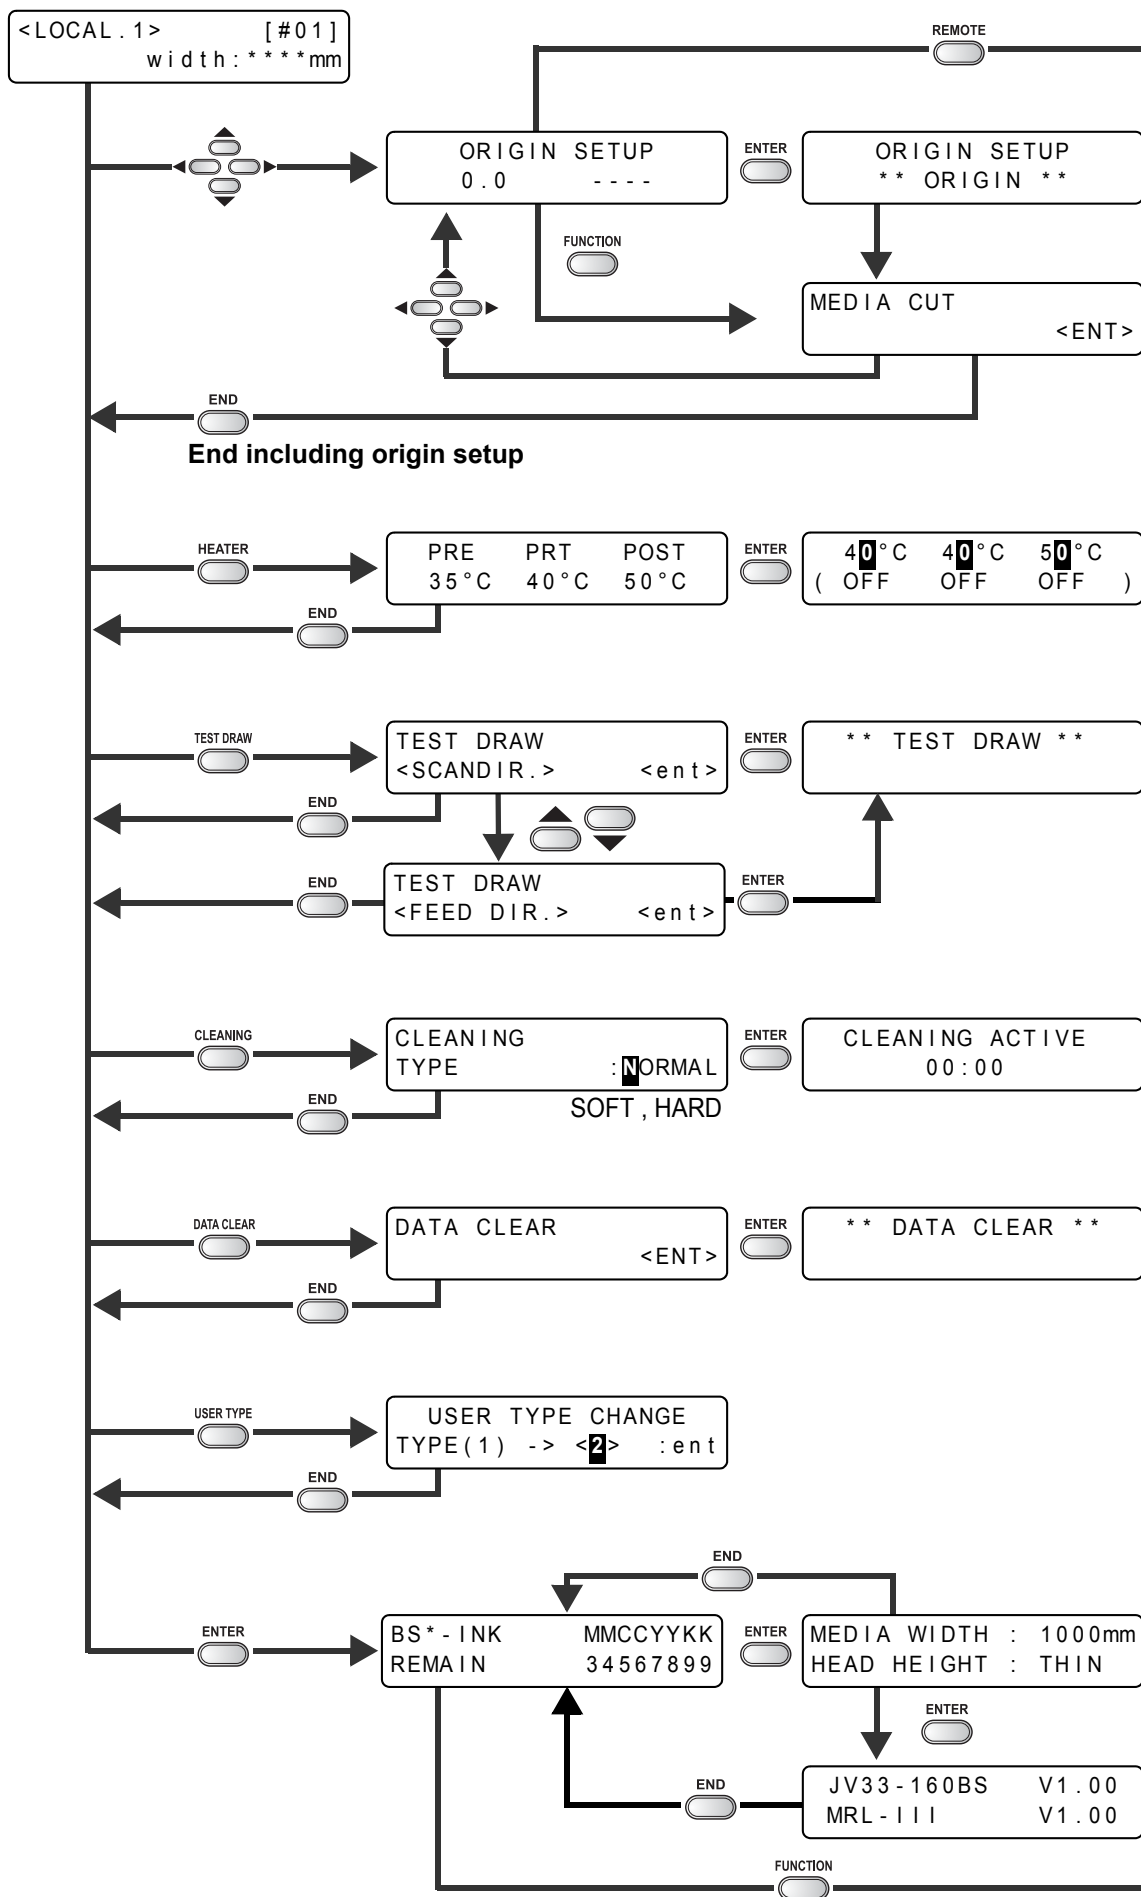 <LOCAL.1> [#01]
width:****mm
REMOTE
ORIGIN SETUP
0.0 ----
ENTER
ORIGIN SETUP
** ORIGIN **
FUNCTION
MEDIA CUT
<ENT>
END
End including origin setup
HEATER
PRE PRT POST
35°C 40°C 50°C
ENTER
40°C 40°C 50°C
( OFF OFF OFF )
END
TEST DRAW
TEST DRAW
<SCANDIR.> <ent>
ENTER
** TEST DRAW **
END
END
TEST DRAW
<FEED DIR.> <ent>
ENTER
CLEANING
CLEANING
TYPE :NORMAL
SOFT , HARD
ENTER
CLEANING ACTIVE
00:00
END
DATA CLEAR
DATA CLEAR
<ENT>
ENTER
** DATA CLEAR **
END
USER TYPE
USER TYPE CHANGE
TYPE(1) -> <2> :ent
END
END
ENTER
BS*-INK MMCCYYKK
REMAIN 34567899
ENTER
MEDIA WIDTH : 1000mm
HEAD HEIGHT : THIN
ENTER
END
JV33-160BS V1.00
MRL-III V1.00
FUNCTION